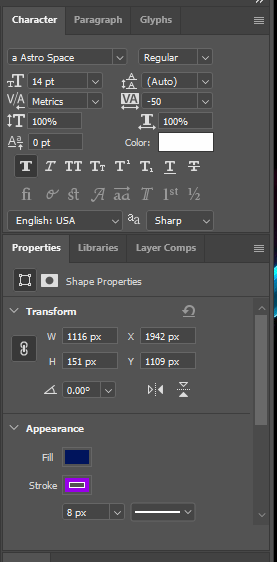 Character Paragraph Glyphs
a Astro Space Regular
14 pt (Auto)
V/A Metrics VA -50
100% 100%
0 pt Color:
T T TT Tt T¹ T₁ T T
fi st A aa T 1st ½
English: USA aa Sharp
Properties Libraries Layer Comps
Shape Properties
Transform
W 1116 px X 1942 px
H 151 px Y 1109 px
0.00°
Appearance
Fill
Stroke
8 px